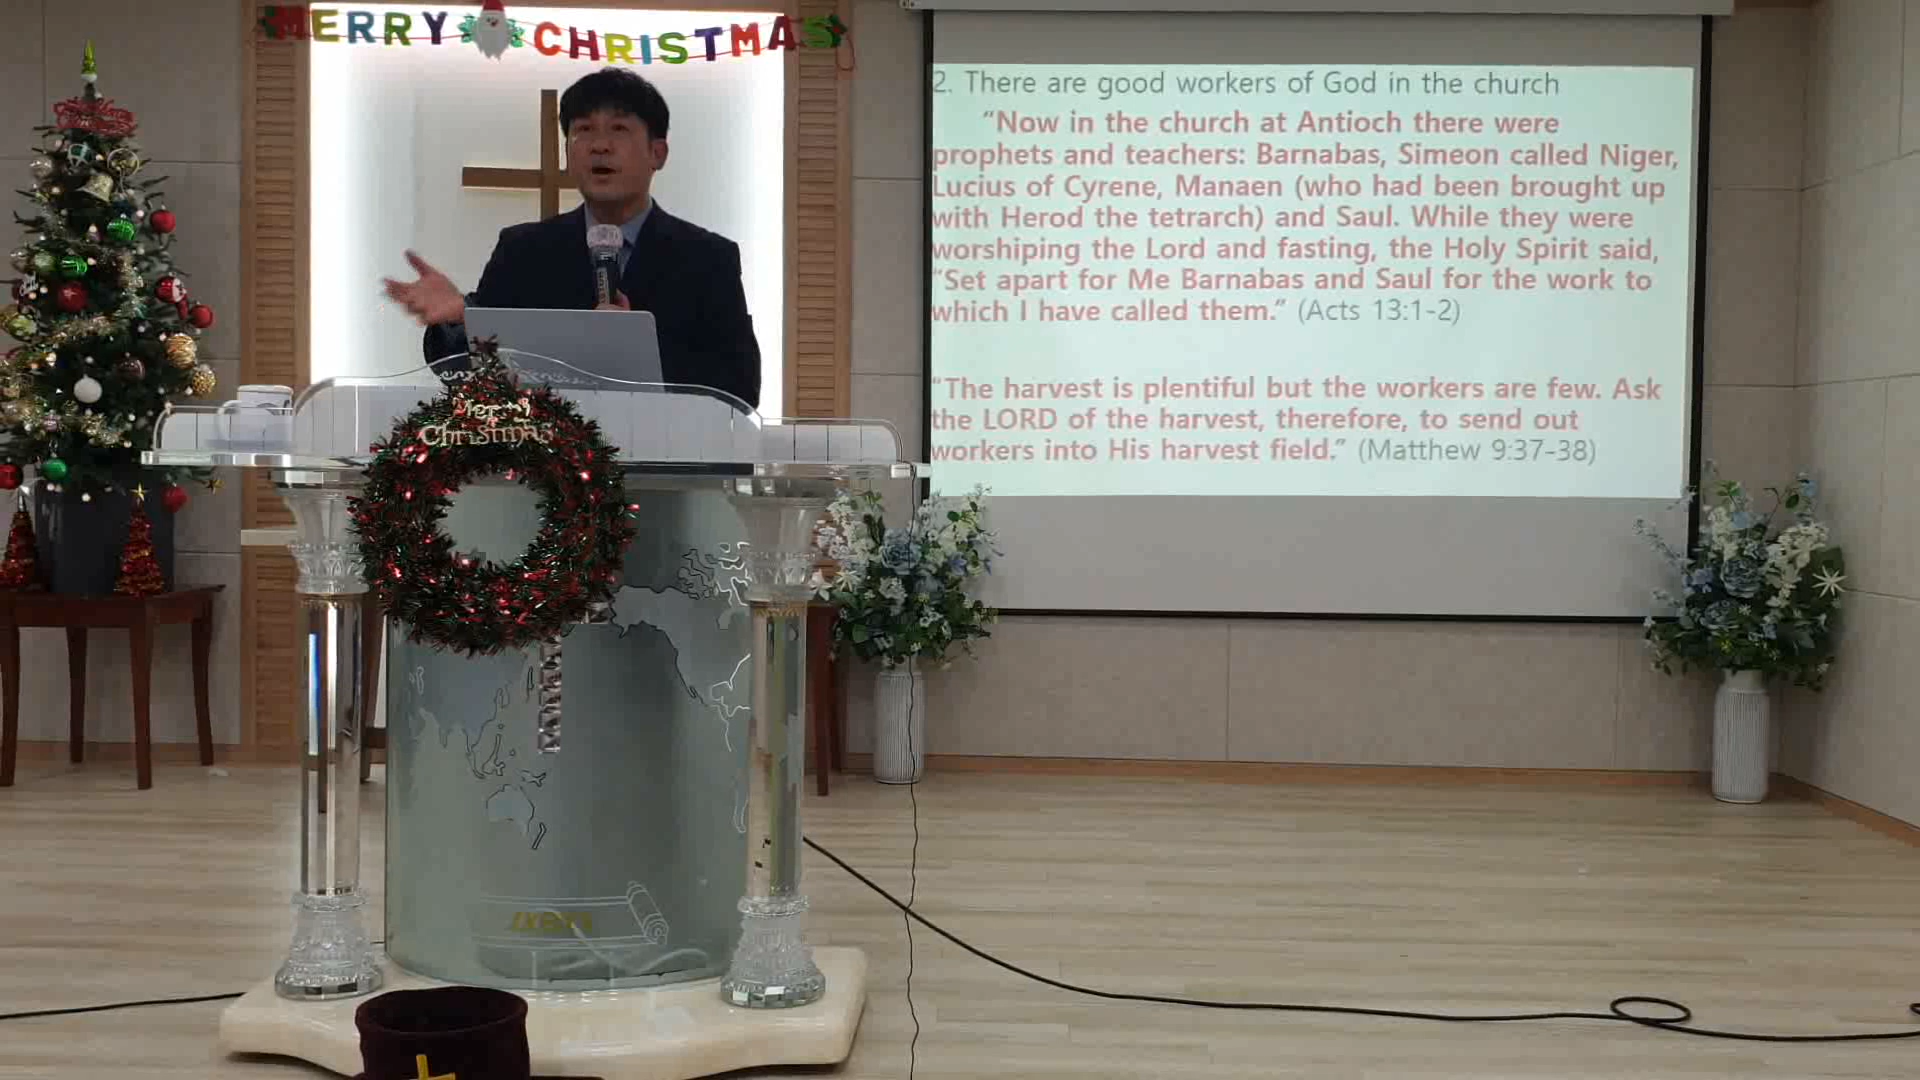 MERRY CHRISTMAS
2. There are good workers of God in the church
“Now in the church at Antioch there were
prophets and teachers: Barnabas, Simeon called Niger,
Lucius of Cyrene, Manaen (who had been brought up
with Herod the tetrarch) and Saul. While they were
worshiping the Lord and fasting, the Holy Spirit said,
“Set apart for Me Barnabas and Saul for the work to
which I have called them.” (Acts 13:1-2)
“The harvest is plentiful but the workers are few. Ask
the LORD of the harvest, therefore, to send out
workers into His harvest field.” (Matthew 9:37-38)
Merry
Christmas